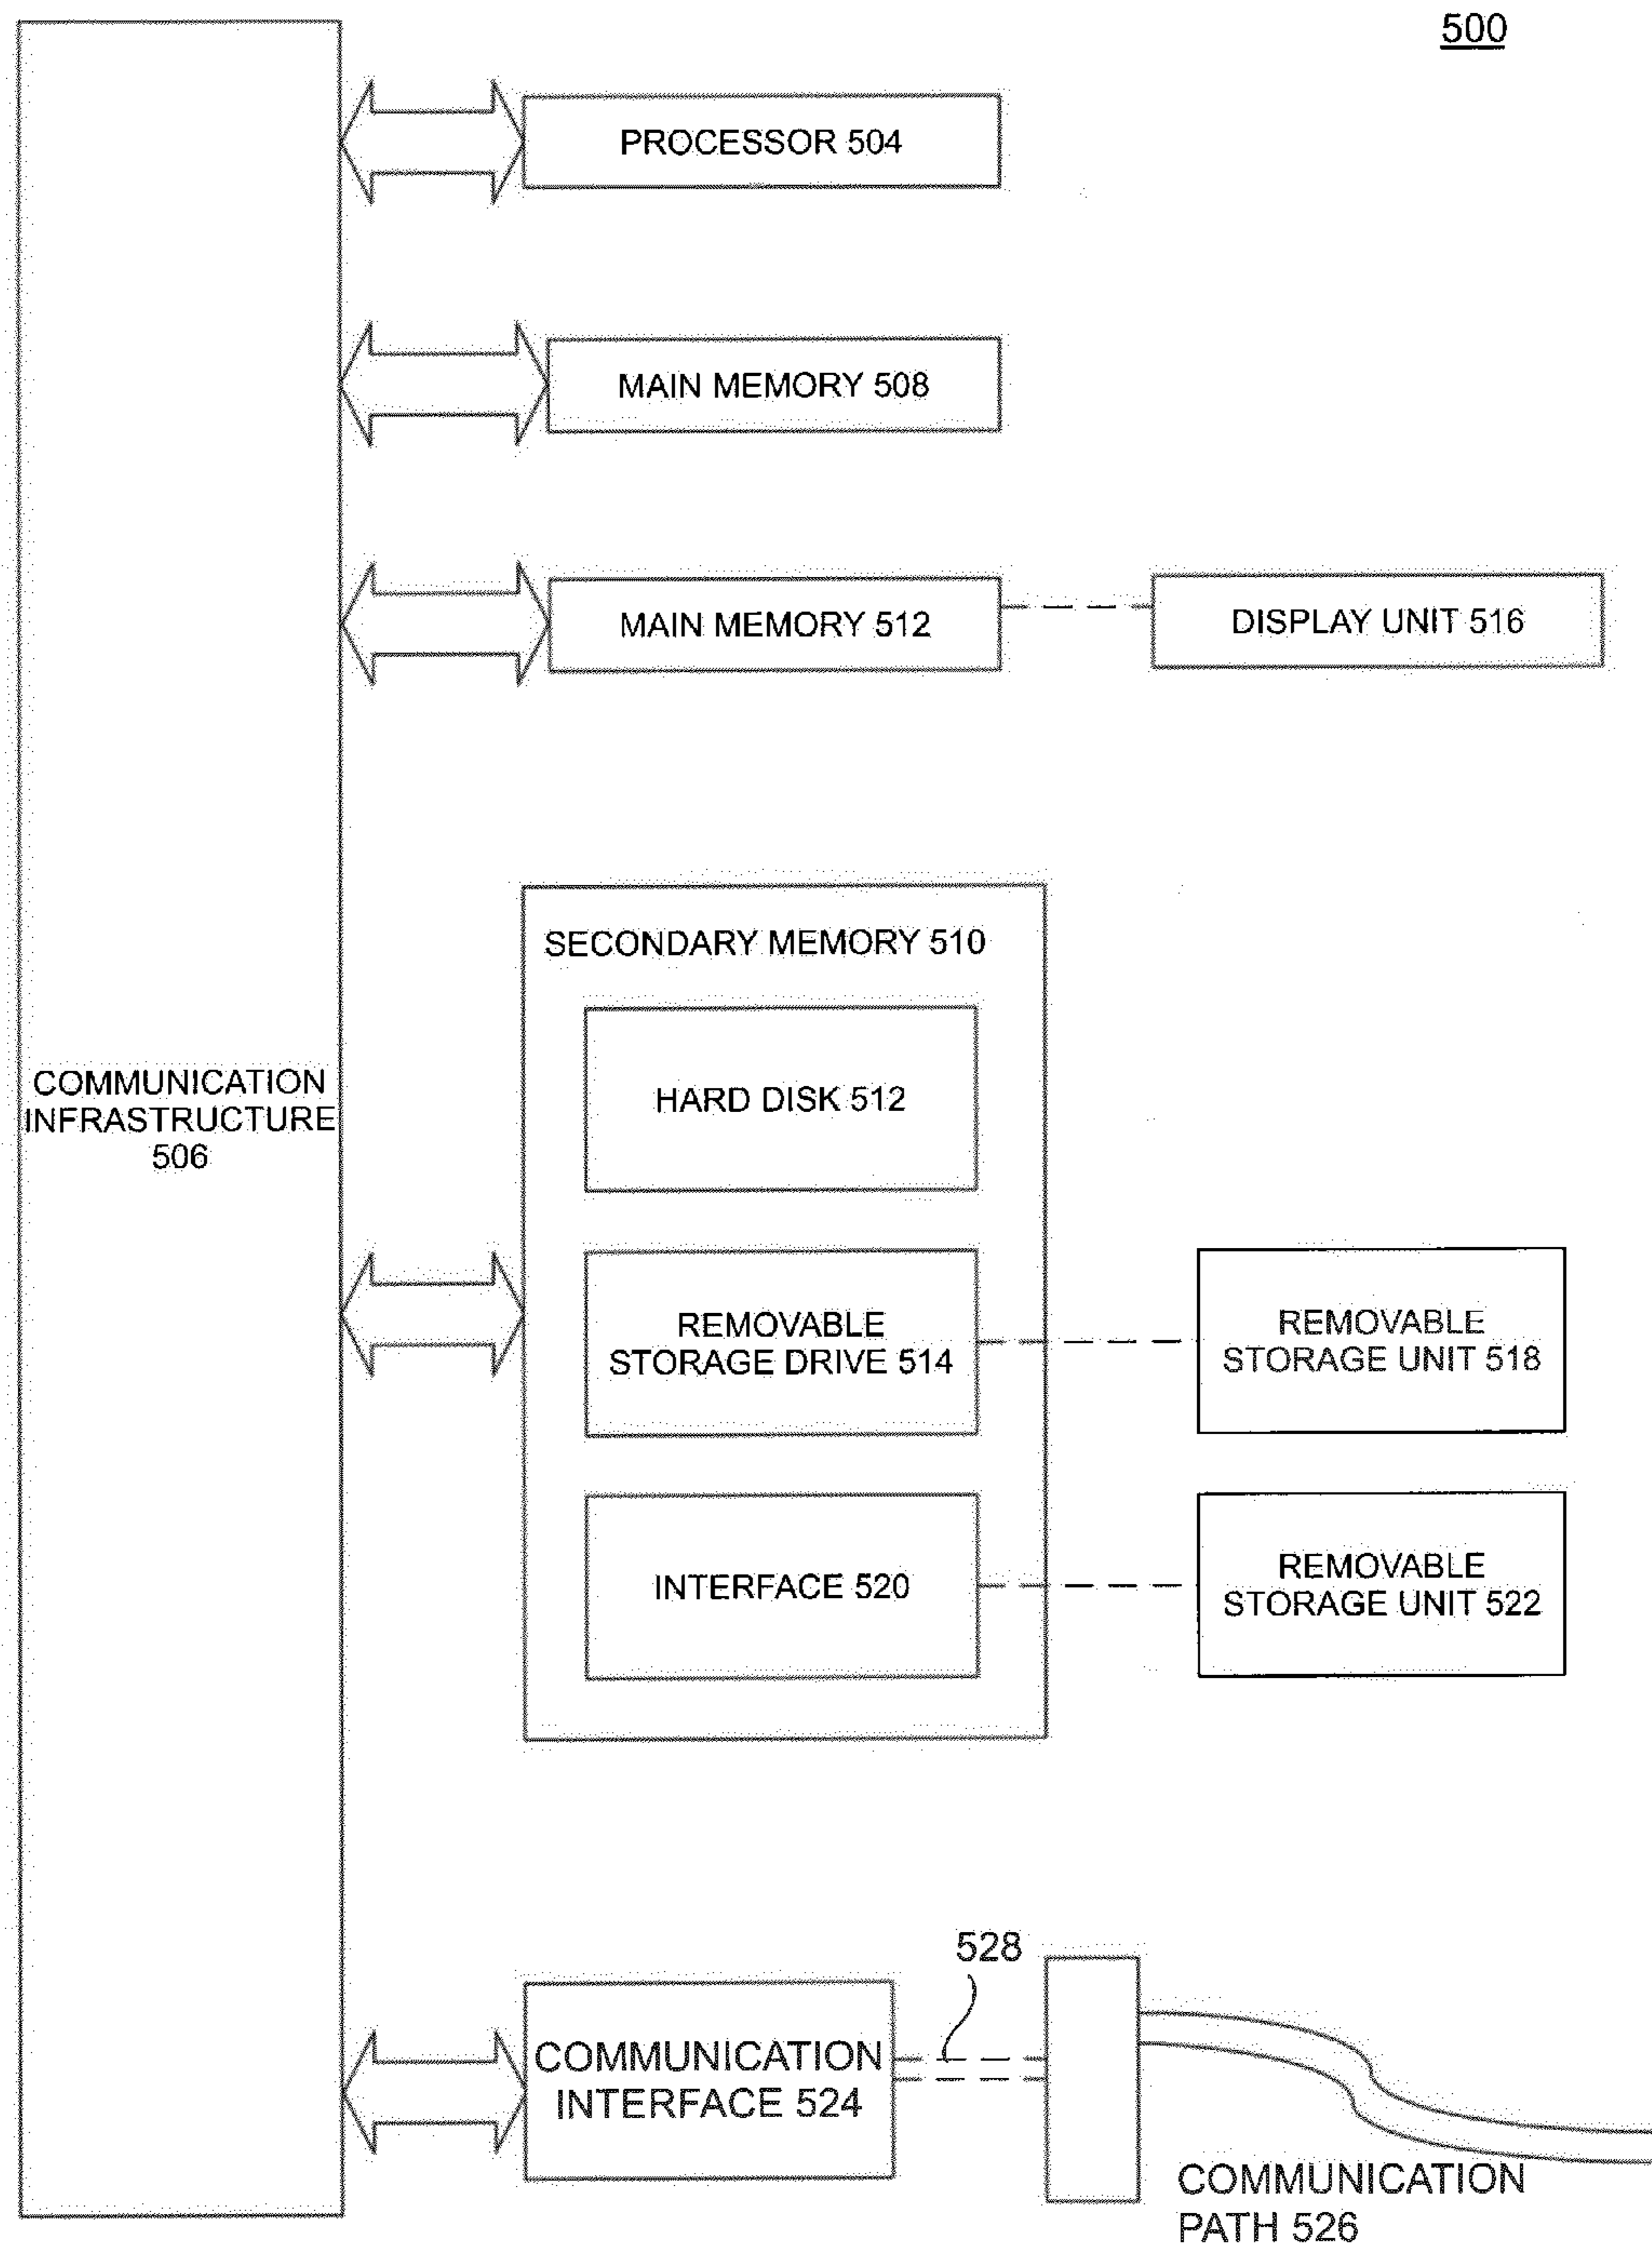 500
PROCESSOR 504
MAIN MEMORY 508
MAIN MEMORY 512
DISPLAY UNIT 516
SECONDARY MEMORY 510
HARD DISK 512
COMMUNICATION
INFRASTRUCTURE
506
REMOVABLE
STORAGE DRIVE 514
REMOVABLE
STORAGE UNIT 518
INTERFACE 520
REMOVABLE
STORAGE UNIT 522
528
COMMUNICATION
INTERFACE 524
COMMUNICATION
PATH 526